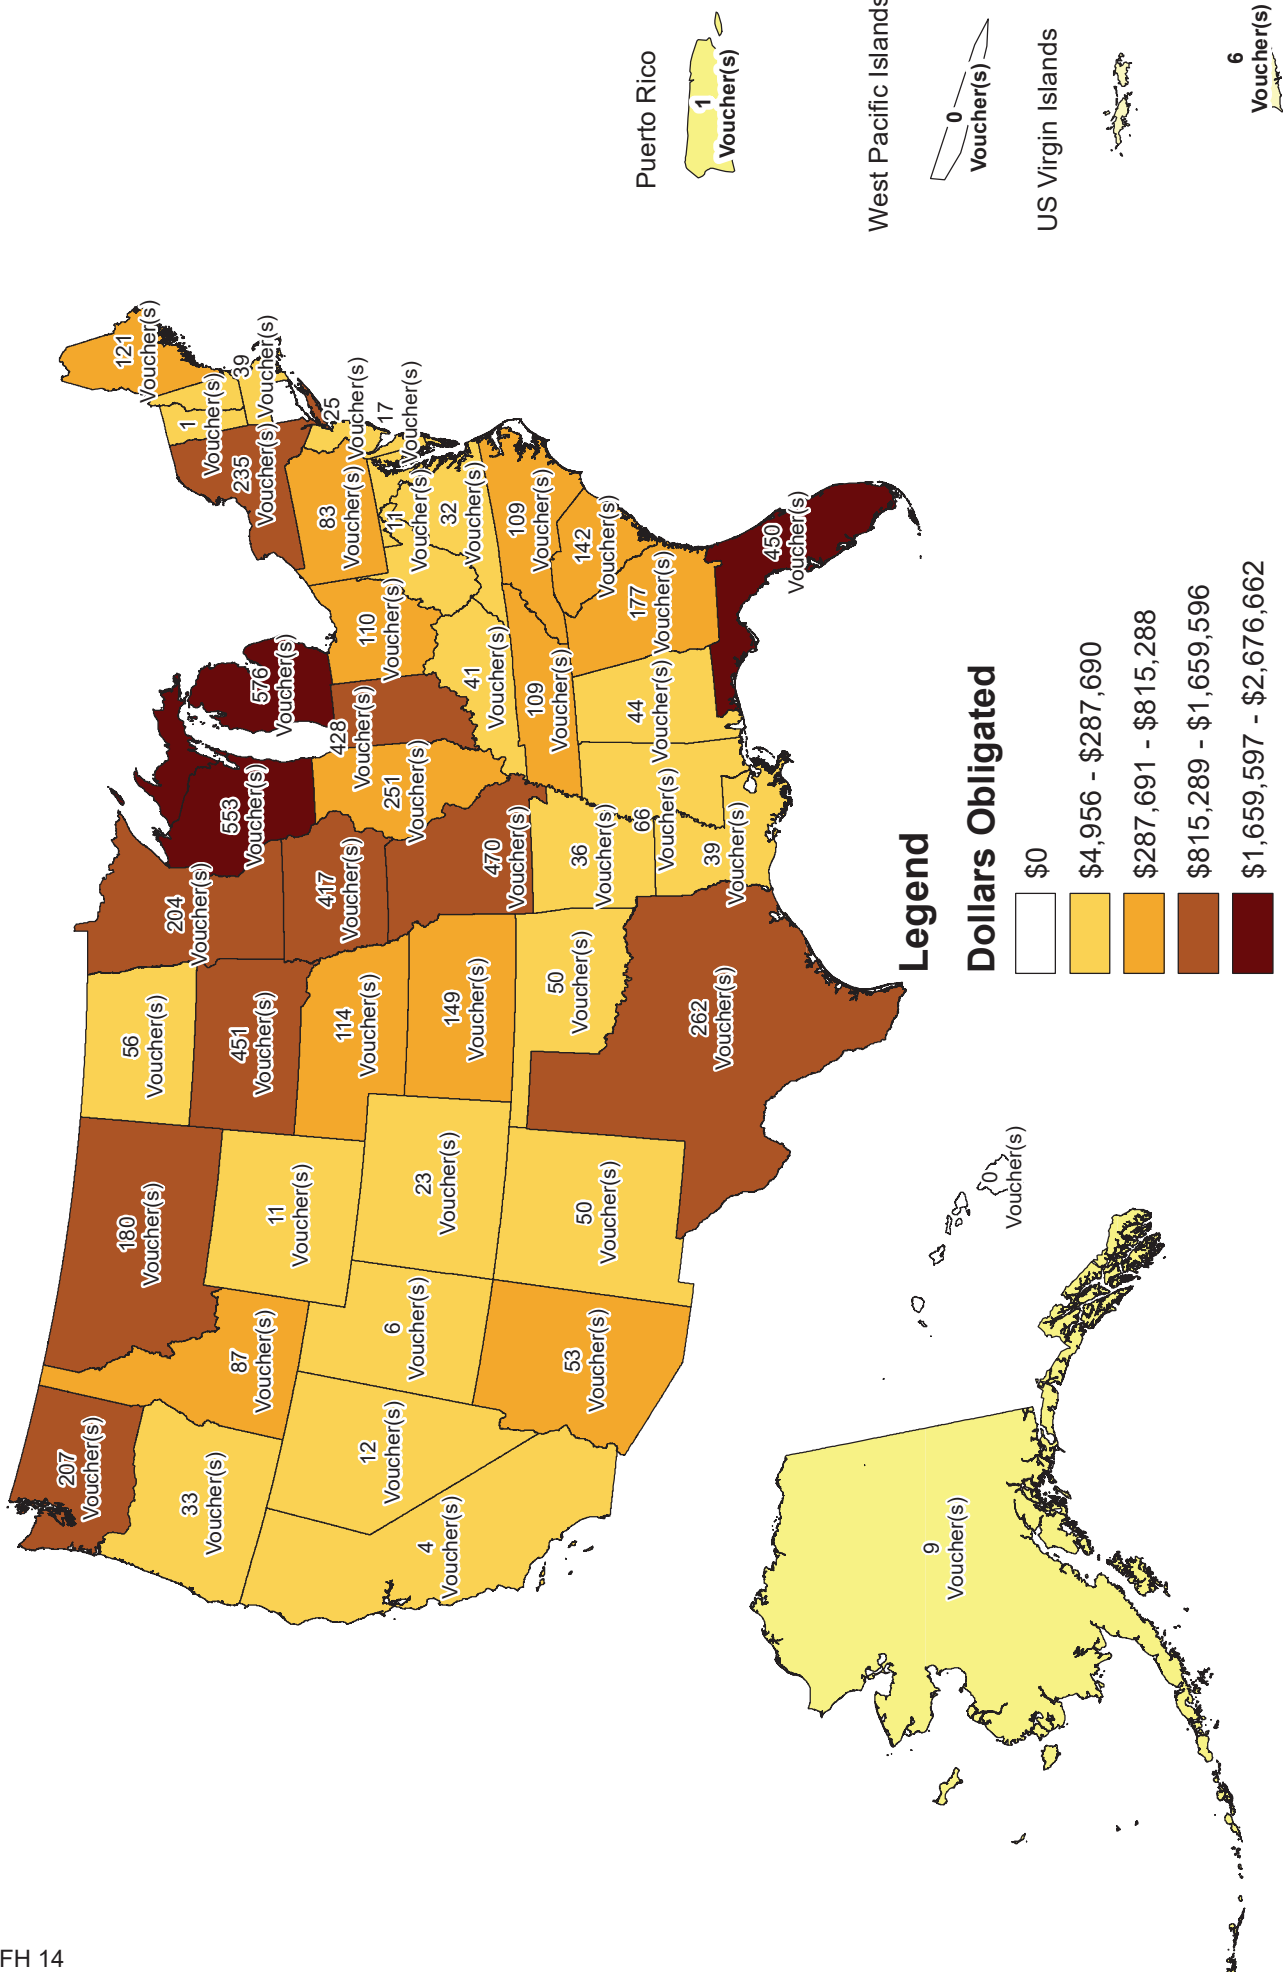 FH 14
207
Voucher(s)
33
Voucher(s)
4
Voucher(s)
12
Voucher(s)
87
Voucher(s)
6
Voucher(s)
53
Voucher(s)
180
Voucher(s)
11
Voucher(s)
23
Voucher(s)
50
Voucher(s)
56
Voucher(s)
451
Voucher(s)
114
Voucher(s)
149
Voucher(s)
50
Voucher(s)
262
Voucher(s)
204
Voucher(s)
417
Voucher(s)
470
Voucher(s)
36
Voucher(s)
39
Voucher(s)
553
Voucher(s)
251
Voucher(s)
66
Voucher(s)
576
Voucher(s)
428
Voucher(s)
110
Voucher(s)
41
Voucher(s)
109
Voucher(s)
44
Voucher(s)
177
Voucher(s)
450
Voucher(s)
142
Voucher(s)
109
Voucher(s)
32
Voucher(s)
11
Voucher(s)
83
Voucher(s)
235
Voucher(s)
1
Voucher(s)
121
Voucher(s)
39
Voucher(s)
25
Voucher(s)
17
Voucher(s)
9
Voucher(s)
0
Voucher(s)
Legend
Dollars Obligated
$0
$4,956 - $287,690
$287,691 - $815,288
$815,289 - $1,659,596
$1,659,597 - $2,676,662
Puerto Rico
1
Voucher(s)
West Pacific Islands
0
Voucher(s)
US Virgin Islands
6
Voucher(s)